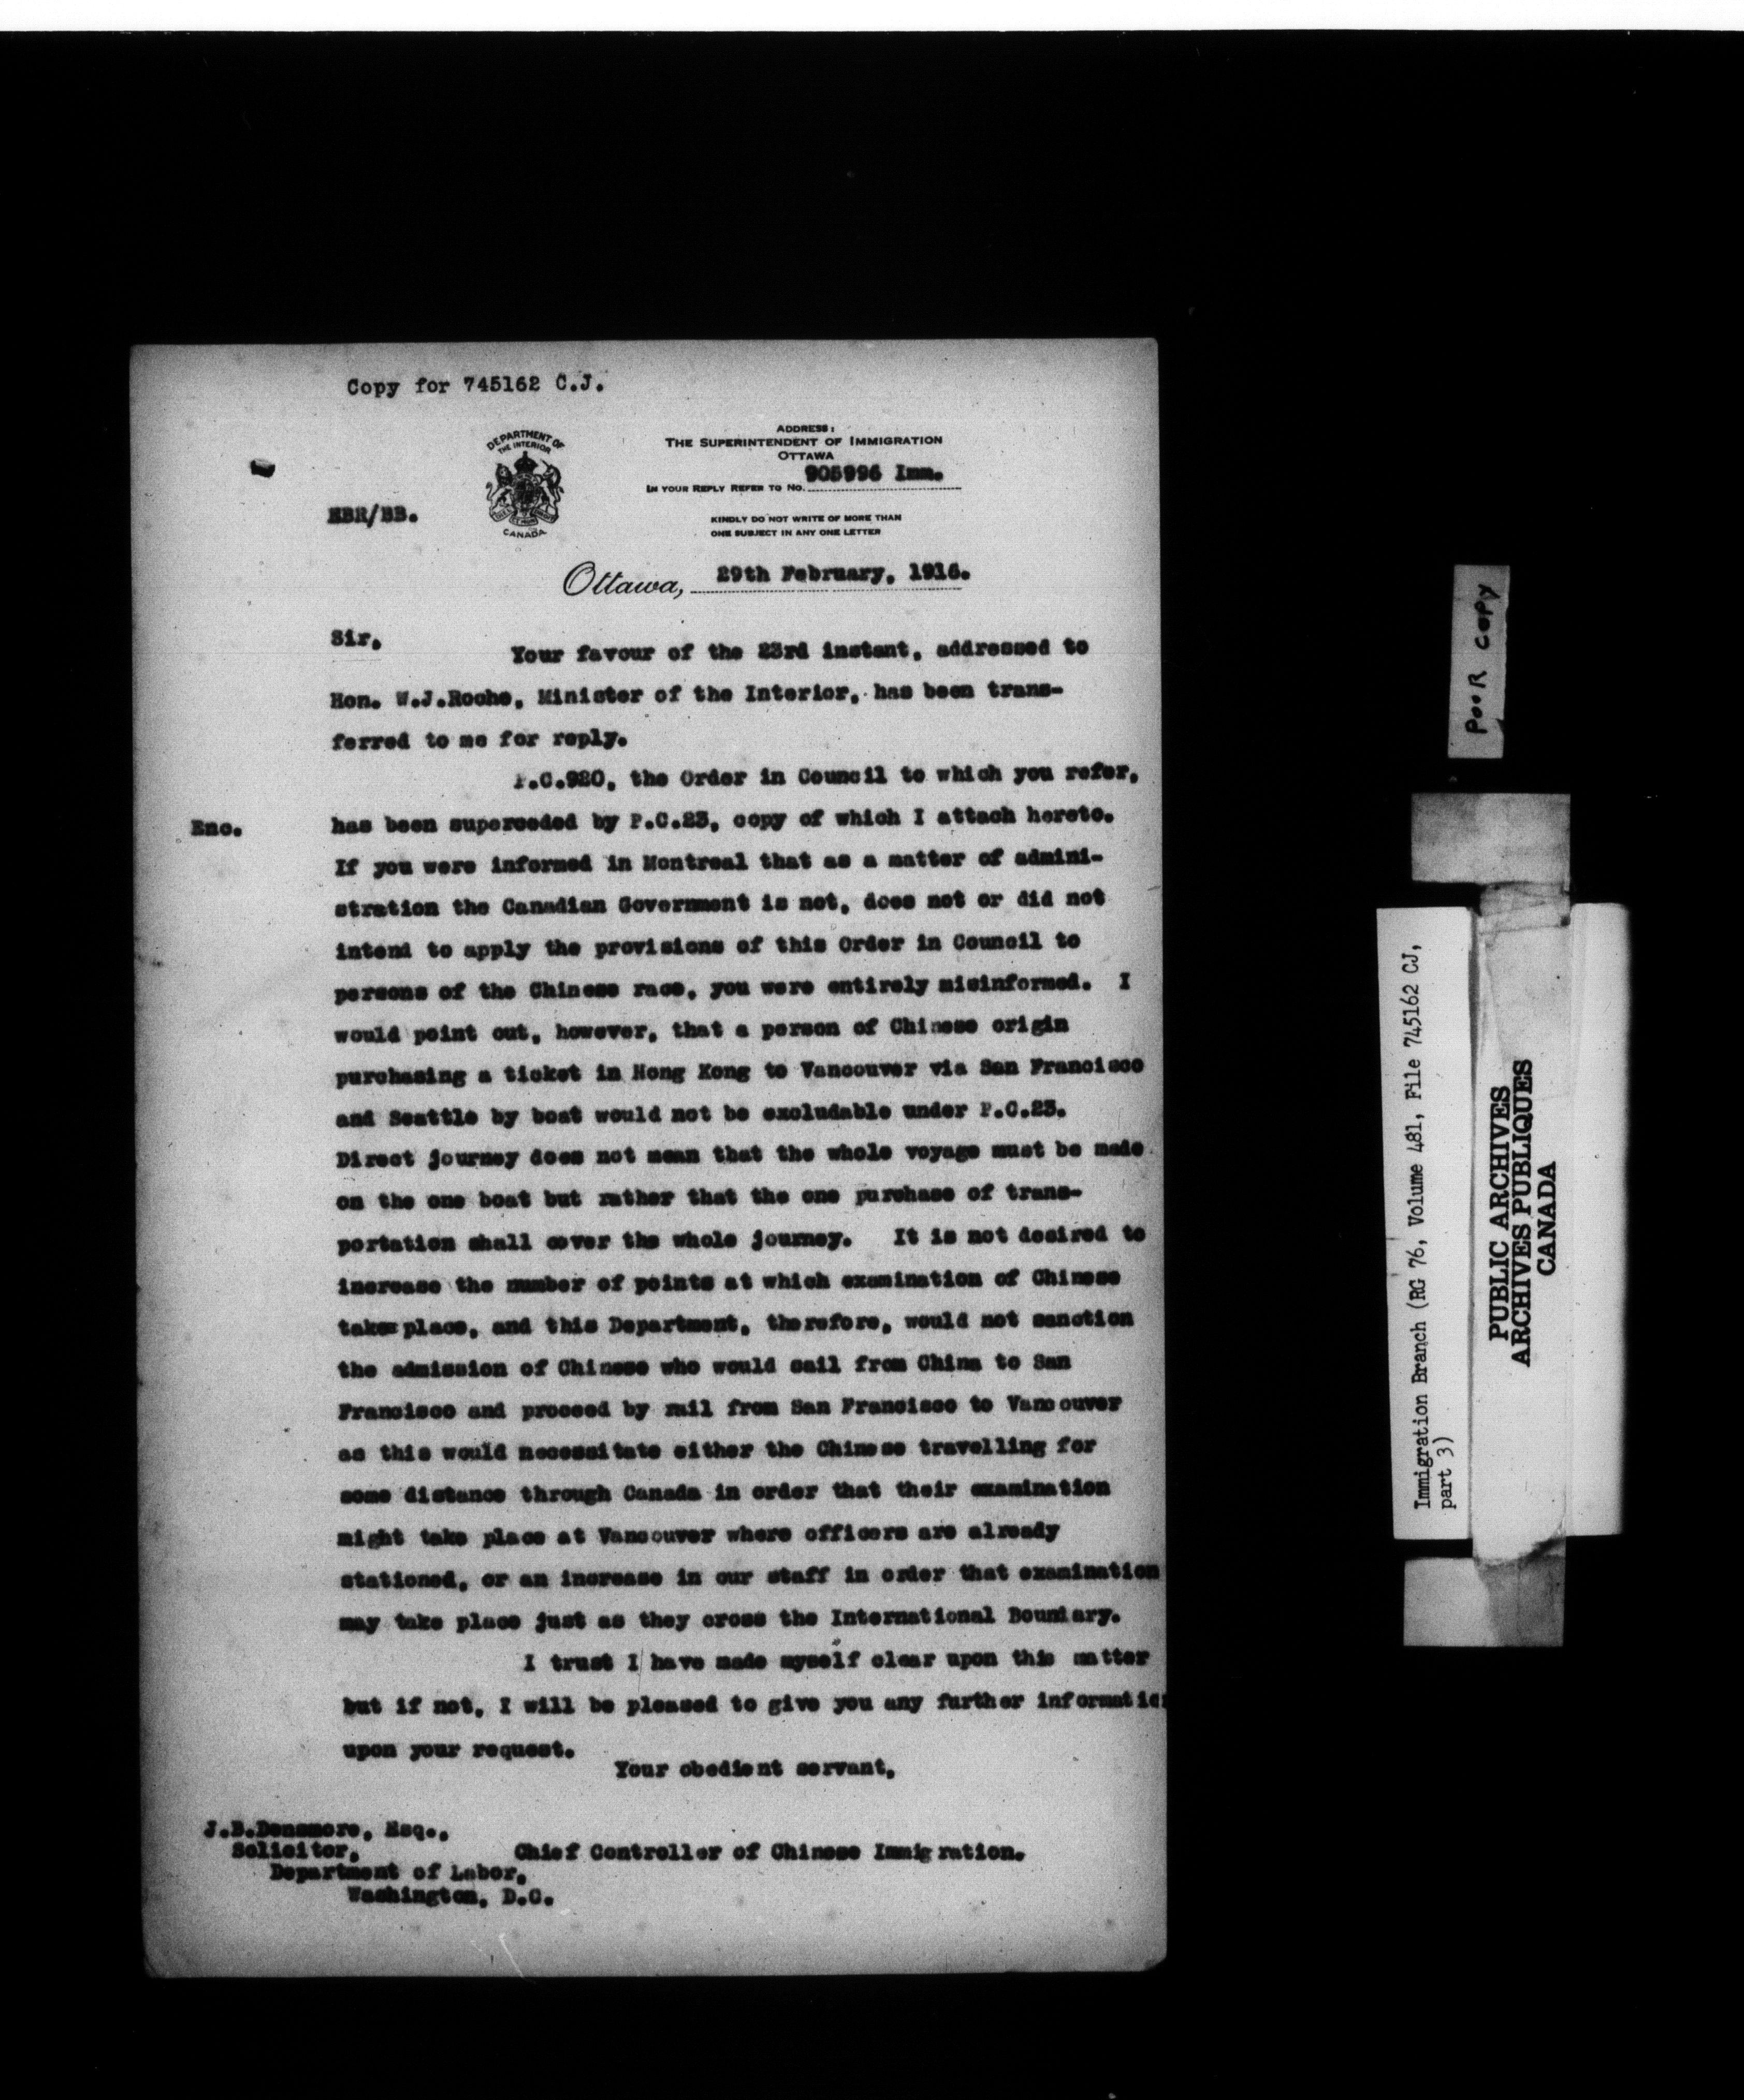 Copy for 745162 C.J.
DEPARTMENT OF
THE INTERIOR
CANADA
ADDRESS:
THE SUPERINTENDENT OF IMMIGRATION
OTTAWA
IN YOUR REPLY REFER TO No. 905996 Imm.
KINDLY DO NOT WRITE OF MORE THAN
ONE SUBJECT IN ANY ONE LETTER
EBR/BB.
Ottawa, 29th February, 1916.
Sir,
Your favour of the 23rd instant, addressed to
Hon. W.J.Roche, Minister of the Interior, has been trans-
ferred to me for reply.
P.C.920, the Order in Council to which you refer,
Enc. has been superceded by P.C.23, copy of which I attach hereto.
If you were informed in Montreal that as a matter of admini-
stration the Canadian Government is not, does not or did not
intend to apply the provisions of this Order in Council to
persons of the Chinese race, you were entirely misinformed. I
would point out, however, that a person of Chinese origin
purchasing a ticket in Hong Kong to Vancouver via San Francisco
and Seattle by boat would not be excludable under P.C.23.
Direct journey does not mean that the whole voyage must be made
on the one boat but rather that the one purchase of trans-
portation shall cover the whole journey. It is not desired to
increase the number of points at which examination of Chinese
takes place, and this Department, therefore, would not sanction
the admission of Chinese who would sail from China to San
Francisco and proceed by rail from San Francisco to Vancouver
as this would necessitate either the Chinese travelling for
some distance through Canada in order that their examination
might take place at Vancouver where officers are already
stationed, or an increase in our staff in order that examination
may take place just as they cross the International Boundary.
I trust I have made myself clear upon this matter
but if not, I will be pleased to give you any further informatio
upon your request.
Your obedient servant,
J.B.Densmore, Esq.,
Solicitor,
Department of Labor,
Washington, D.C.
Chief Controller of Chinese Immigration.
POOR COPY
Immigration Branch (RG 76, Volume 481, File 745162 CJ,
part 3)
PUBLIC ARCHIVES
ARCHIVES PUBLIQUES
CANADA